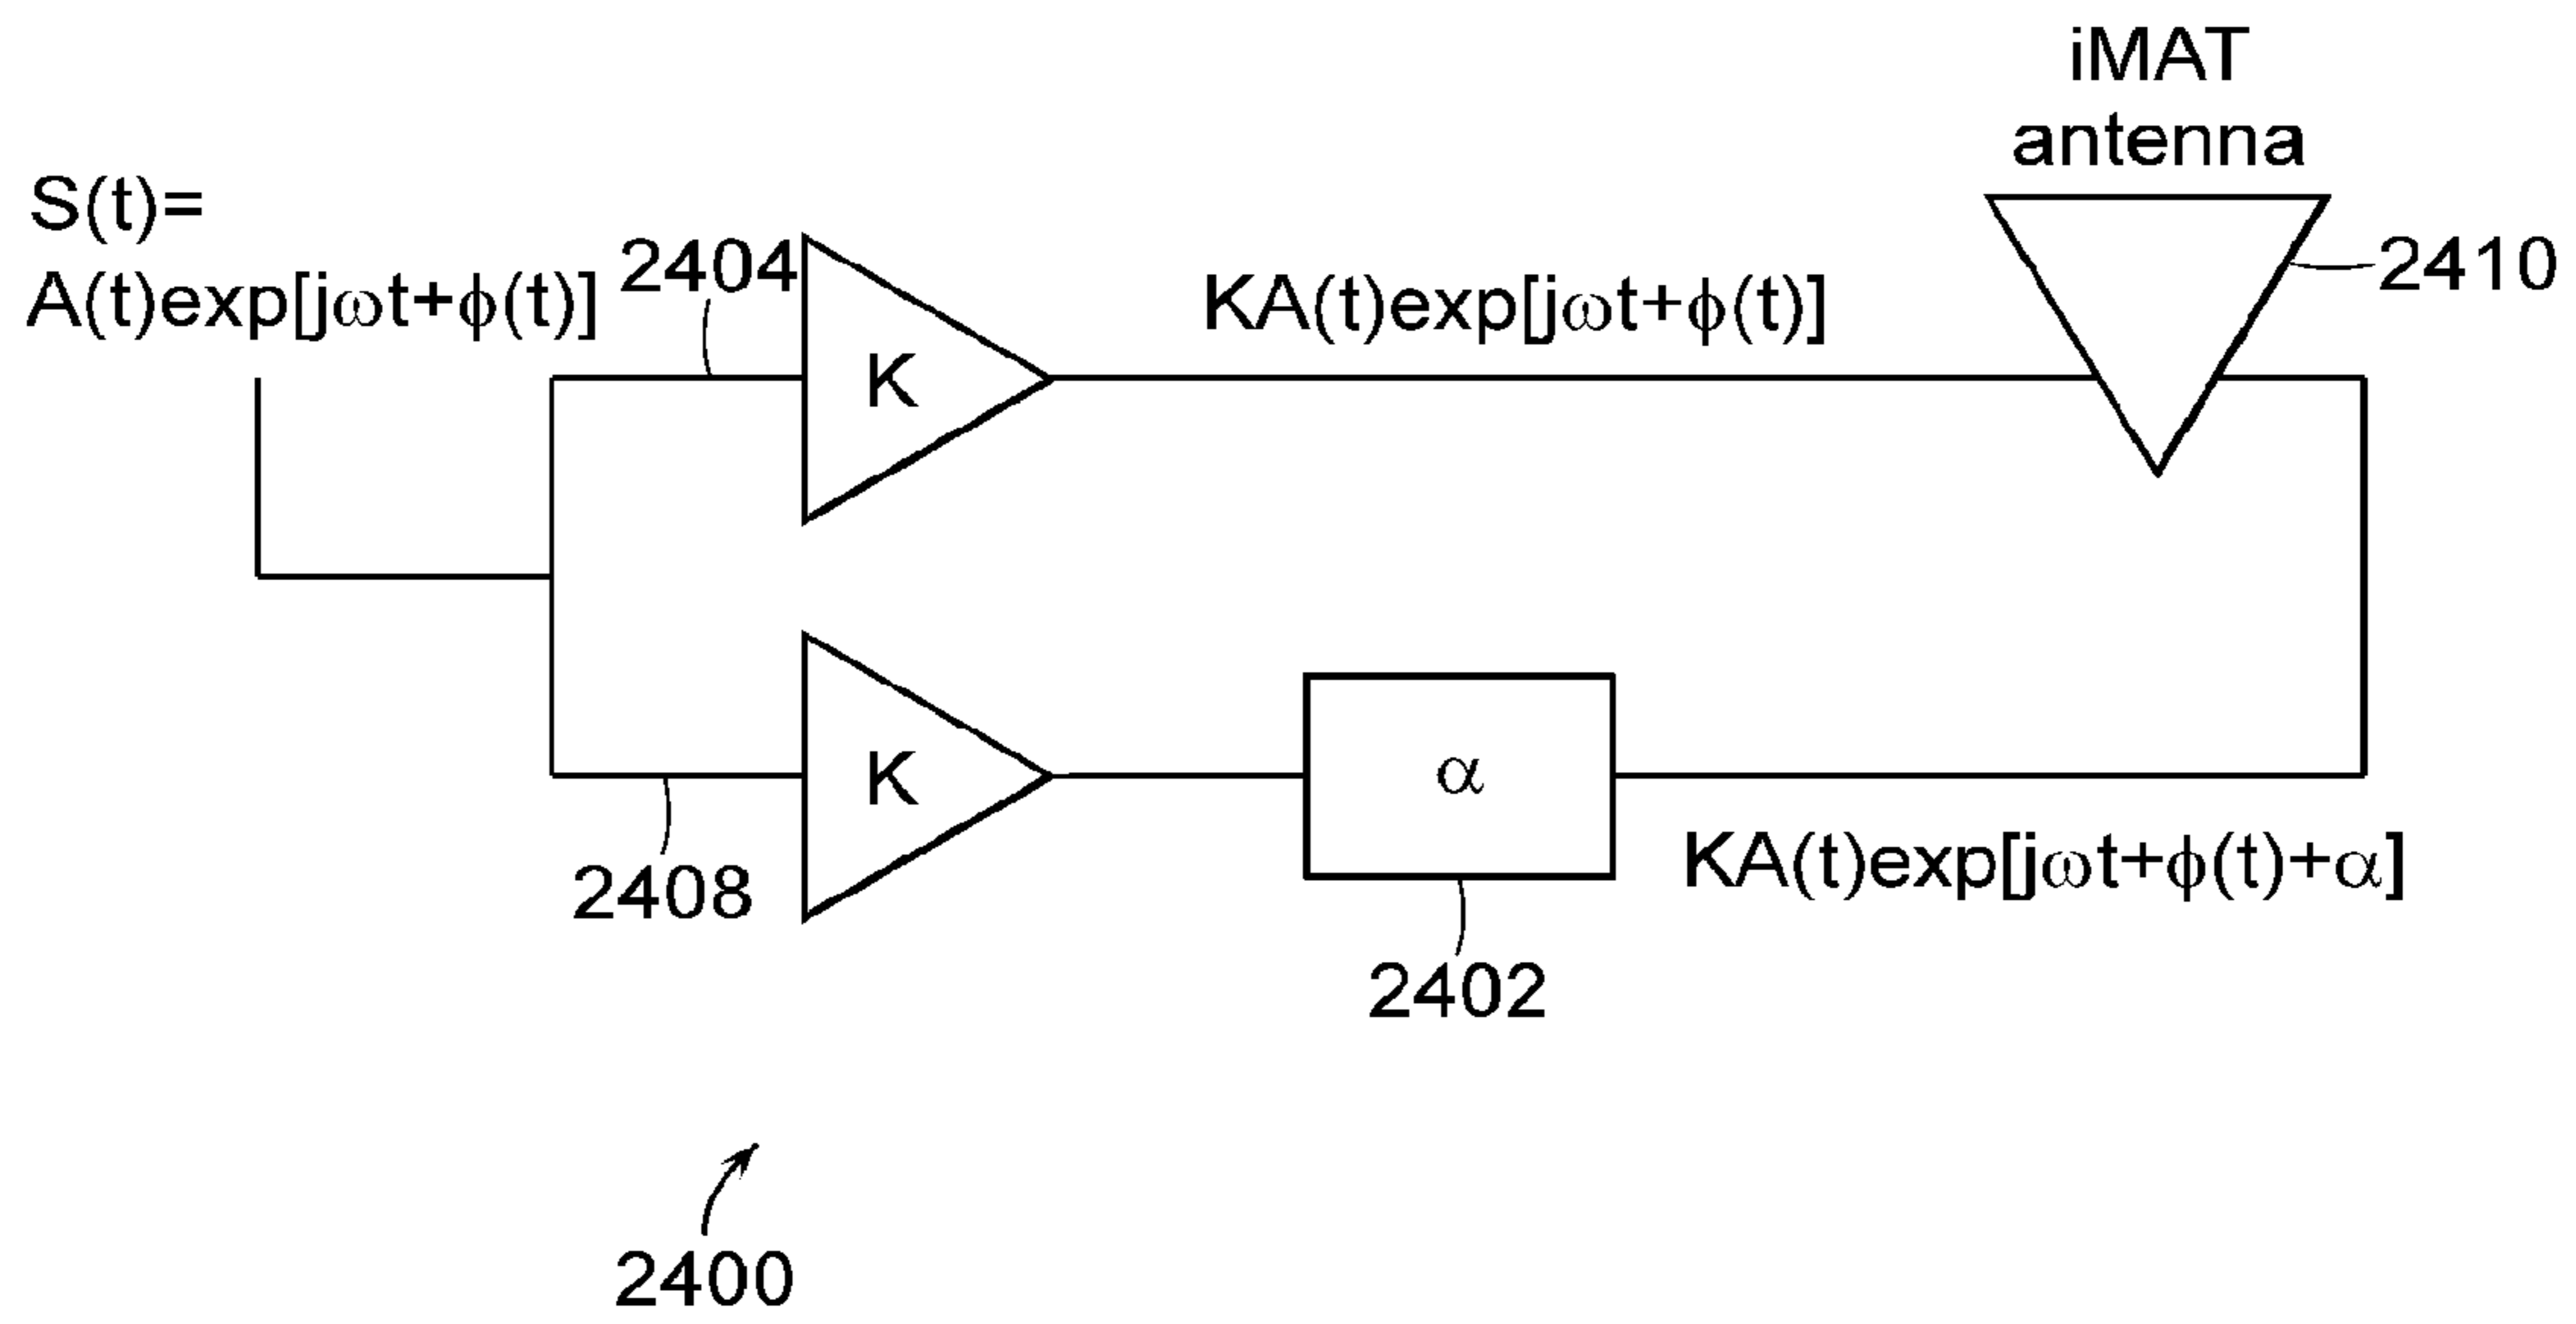 iMAT
antenna
S(t)=
A(t)exp[jωt+ϕ(t)]
2404
KA(t)exp[jωt+ϕ(t)]
2410
K
K
α
KA(t)exp[jωt+ϕ(t)+α]
2408
2402
2400